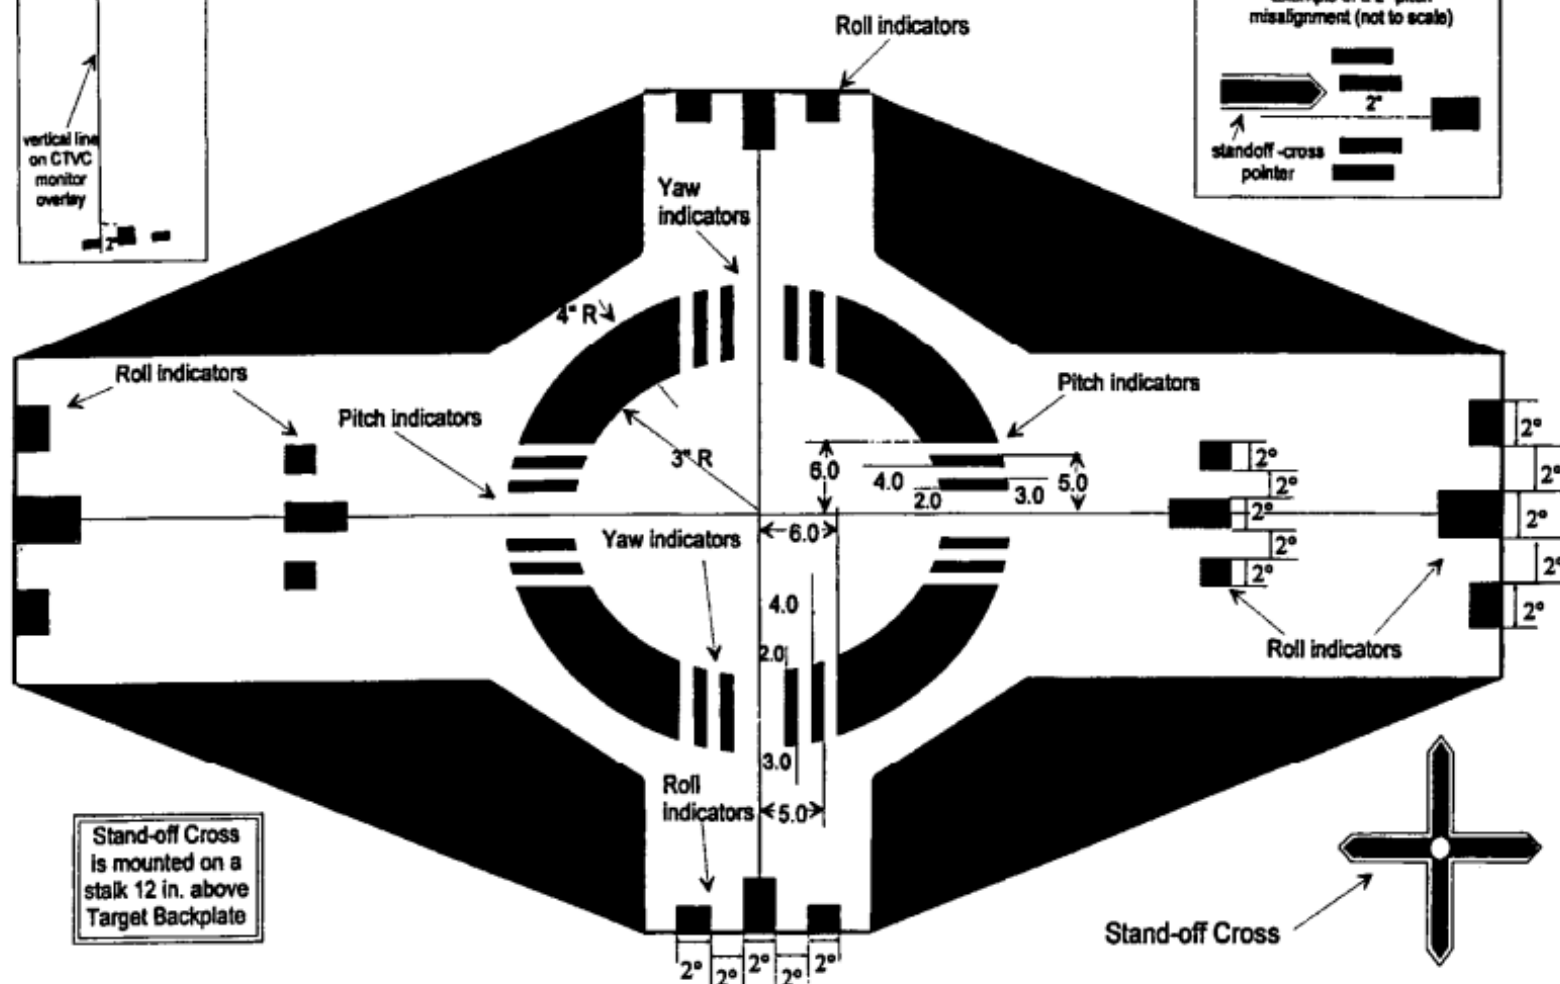 Roll indicators
misalignment (not to scale)
2°
standoff -cross
pointer
vertical line
on CTVC
monitor
overlay
2°
Yaw
indicators
4" R
Roll indicators
Pitch indicators
Pitch indicators
3" R
6.0
4.0
2.0
3.0
5.0
2°
2°
2°
2°
2°
2°
2°
2°
2°
2°
6.0
Yaw indicators
4.0
2.0
3.0
5.0
Roll indicators
Roll
indicators
Stand-off Cross
is mounted on a
stalk 12 in. above
Target Backplate
Stand-off Cross
2°
2°
2°
2°
2°